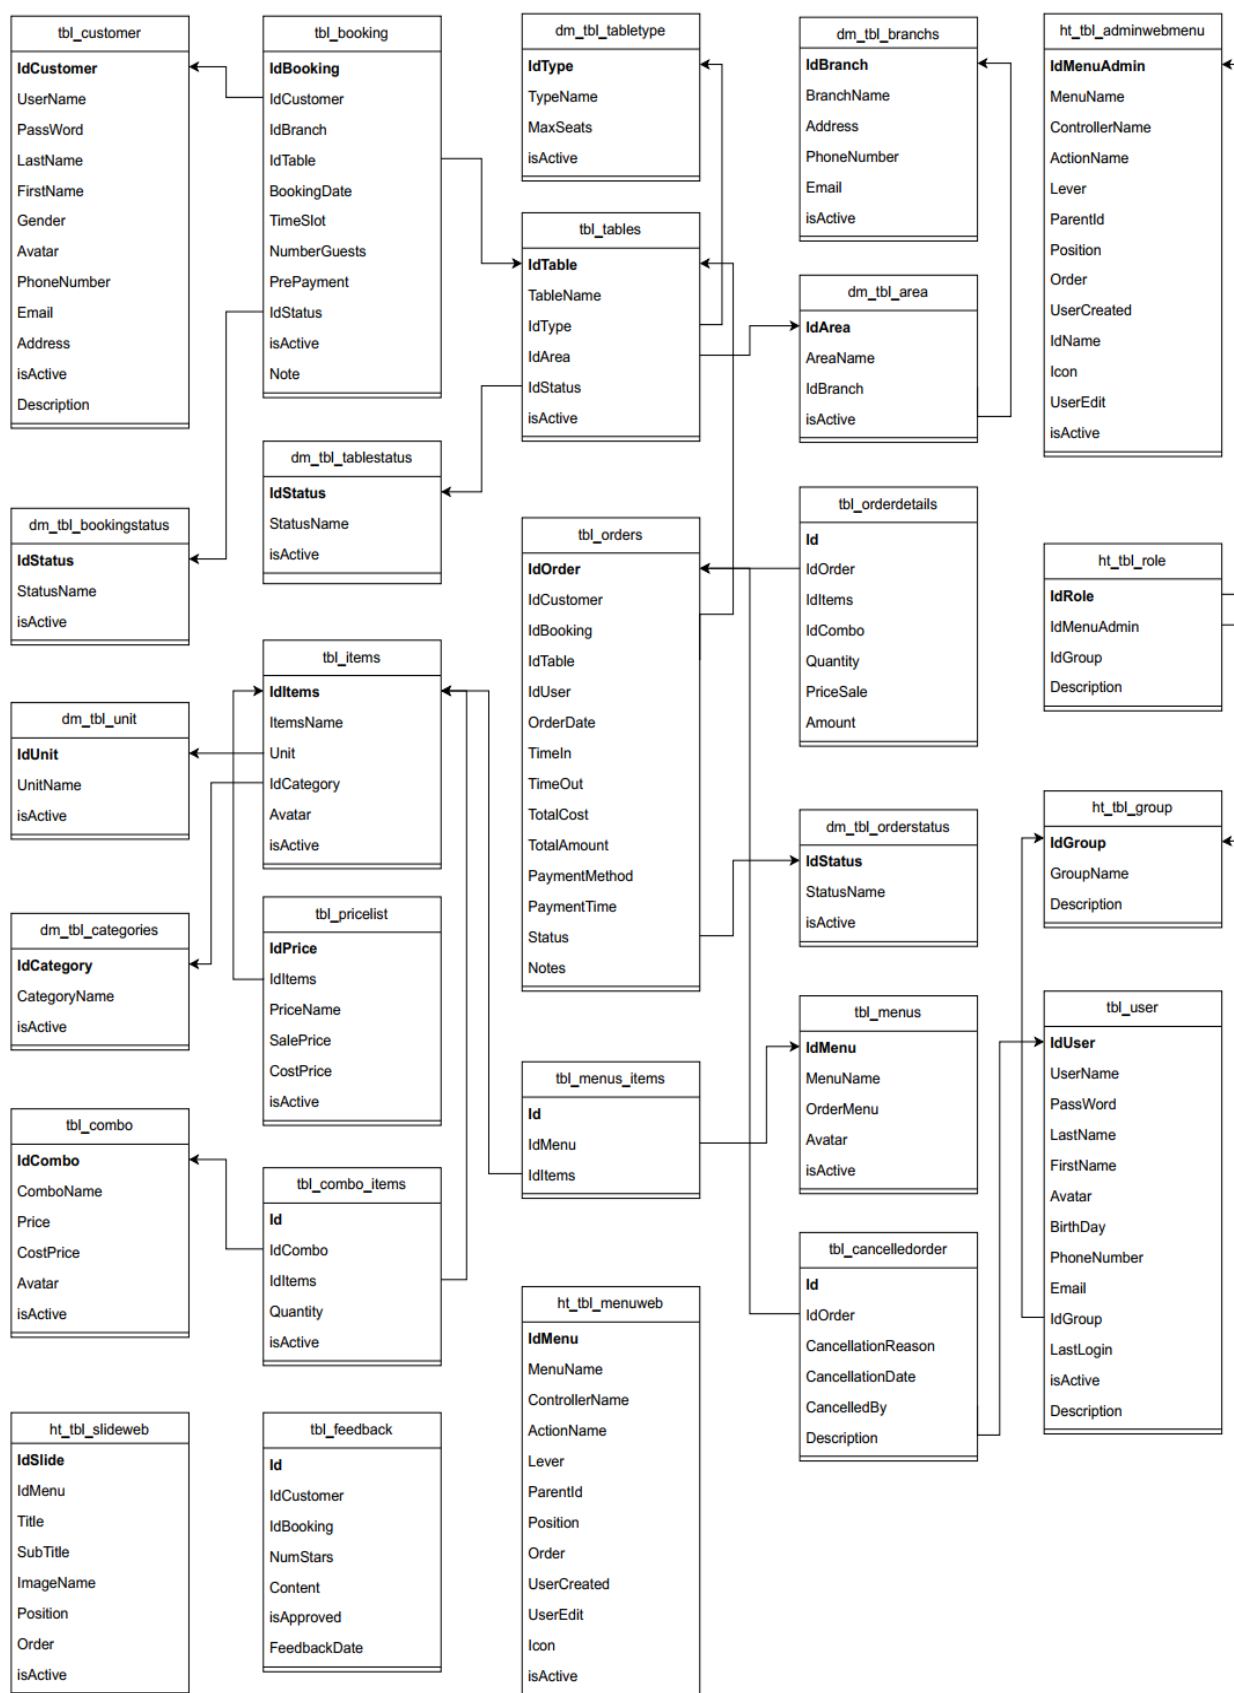 tbl_customer
IdCustomer
UserName
PassWord
LastName
FirstName
Gender
Avatar
PhoneNumber
Email
Address
isActive
Description
tbl_booking
IdBooking
IdCustomer
IdBranch
IdTable
BookingDate
TimeSlot
NumberGuests
PrePayment
IdStatus
isActive
Note
dm_tbl_tabletype
IdType
TypeName
MaxSeats
isActive
dm_tbl_branchs
IdBranch
BranchName
Address
PhoneNumber
Email
isActive
ht_tbl_adminwebmenu
IdMenuAdmin
MenuName
ControllerName
ActionName
Lever
ParentId
Position
Order
UserCreated
IdName
Icon
UserEdit
isActive
tbl_tables
IdTable
TableName
IdType
IdArea
IdStatus
isActive
dm_tbl_area
IdArea
AreaName
IdBranch
isActive
dm_tbl_tablestatus
IdStatus
StatusName
isActive
dm_tbl_bookingstatus
IdStatus
StatusName
isActive
tbl_orders
IdOrder
IdCustomer
IdBooking
IdTable
IdUser
OrderDate
TimeIn
TimeOut
TotalCost
TotalAmount
PaymentMethod
PaymentTime
Status
Notes
tbl_orderdetails
Id
IdOrder
IdItems
IdCombo
Quantity
PriceSale
Amount
ht_tbl_role
IdRole
IdMenuAdmin
IdGroup
Description
tbl_items
IdItems
ItemsName
Unit
IdCategory
Avatar
isActive
dm_tbl_unit
IdUnit
UnitName
isActive
dm_tbl_orderstatus
IdStatus
StatusName
isActive
ht_tbl_group
IdGroup
GroupName
Description
tbl_pricelist
IdPrice
IdItems
PriceName
SalePrice
CostPrice
isActive
dm_tbl_categories
IdCategory
CategoryName
isActive
tbl_menus
IdMenu
MenuName
OrderMenu
Avatar
isActive
tbl_user
IdUser
UserName
PassWord
LastName
FirstName
Avatar
BirthDay
PhoneNumber
Email
IdGroup
LastLogin
isActive
Description
tbl_menus_items
Id
IdMenu
IdItems
tbl_combo
IdCombo
ComboName
Price
CostPrice
Avatar
isActive
tbl_combo_items
Id
IdCombo
IdItems
Quantity
isActive
tbl_cancelledorder
Id
IdOrder
CancellationReason
CancellationDate
CancelledBy
Description
ht_tbl_menuweb
IdMenu
MenuName
ControllerName
ActionName
Lever
ParentId
Position
Order
UserCreated
UserEdit
Icon
isActive
ht_tbl_slideweb
IdSlide
IdMenu
Title
SubTitle
ImageName
Position
Order
isActive
tbl_feedback
Id
IdCustomer
IdBooking
NumStars
Content
isApproved
FeedbackDate